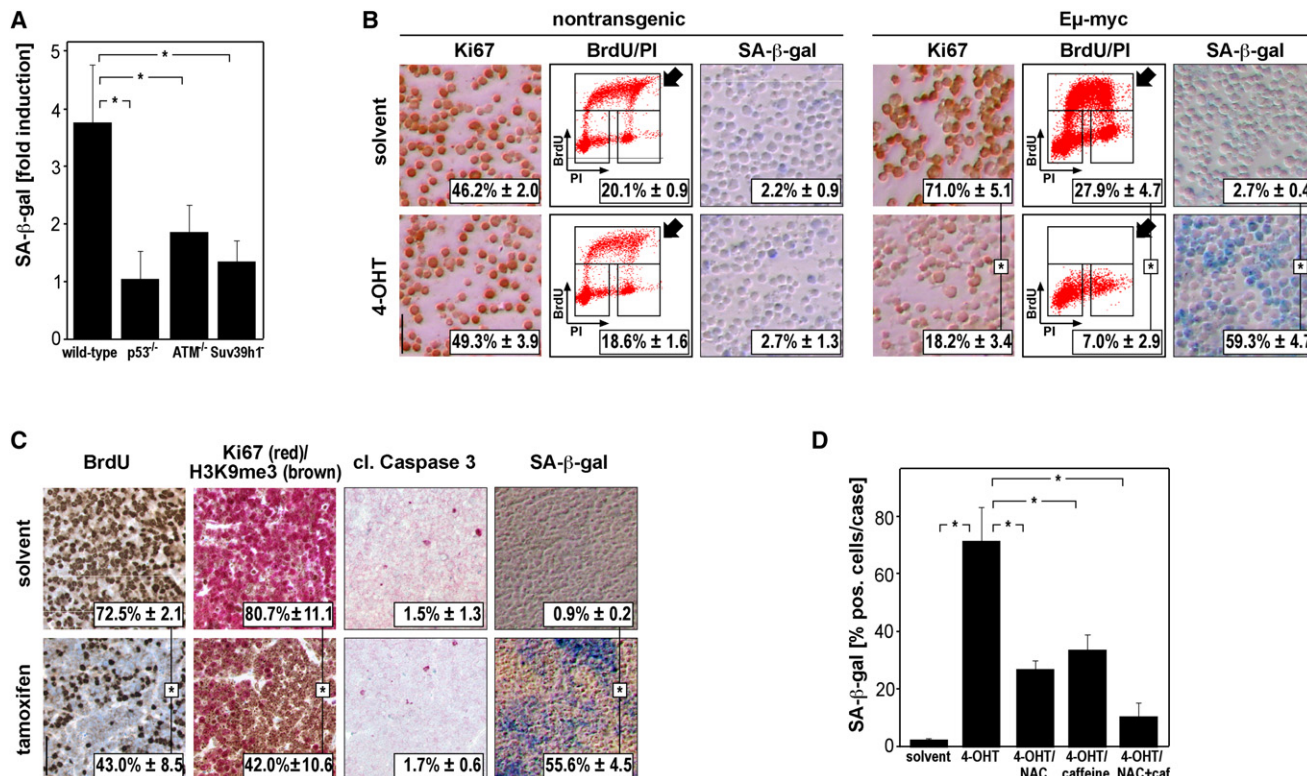 A
SA-β-gal [fold induction]
5
4
3
2
1
0
*
*
*
wild-type p53-/- ATM-/- Suv39h1-
B
nontransgenic Eμ-myc
Ki67 BrdU/PI SA-β-gal Ki67 BrdU/PI SA-β-gal
solvent
BrdU
PI
BrdU
PI
46.2% ± 2.0 20.1% ± 0.9 2.2% ± 0.9 71.0% ± 5.1 27.9% ± 4.7 2.7% ± 0.4
4-OHT
BrdU
PI
BrdU
PI
* * *
49.3% ± 3.9 18.6% ± 1.6 2.7% ± 1.3 18.2% ± 3.4 7.0% ± 2.9 59.3% ± 4.7
C
BrdU Ki67 (red)/ cl. Caspase 3 SA-β-gal
H3K9me3 (brown)
solvent
72.5% ± 2.1 80.7%±11.1 1.5% ± 1.3 0.9% ± 0.2
tamoxifen
* * *
43.0% ± 8.5 42.0%±10.6 1.7% ± 0.6 55.6% ± 4.5
D
SA-β-gal [% pos. cells/case]
80
60
40
20
0
*
*
* *
solvent 4-OHT 4-OHT/ 4-OHT/ 4-OHT/
NAC caffeine NAC+caf